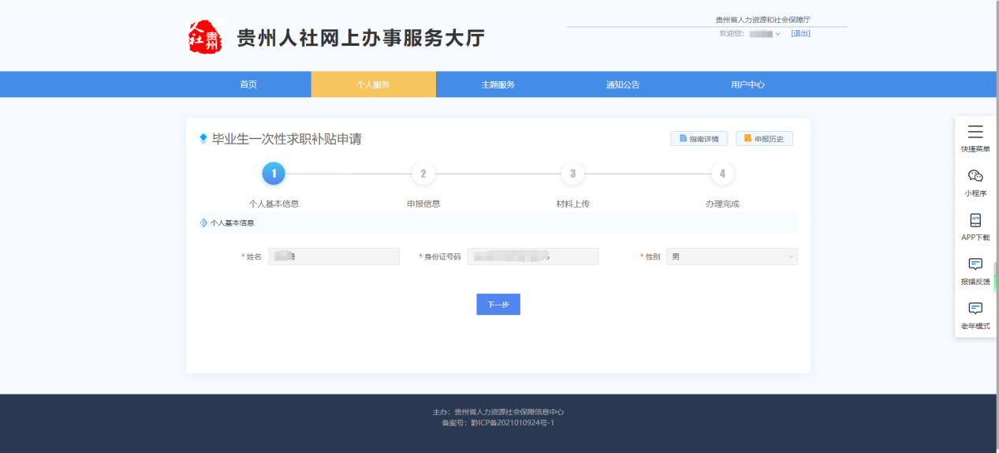 人社贵州
贵州人社网上办事服务大厅
贵州省人力资源和社会保障厅
欢迎您:
[退出]
首页
个人服务
主题服务
通知公告
用户中心
毕业生一次性求职补贴申请
指南详情
申报历史
1
2
3
4
个人基本信息
申报信息
材料上传
办理完成
个人基本信息
* 姓名
* 身份证号码
* 性别
男
下一步
快捷菜单
小程序
APP
APP下载
报错反馈
老年模式
主办：贵州省人力资源社会保障信息中心
备案号：黔ICP备2021010924号-1